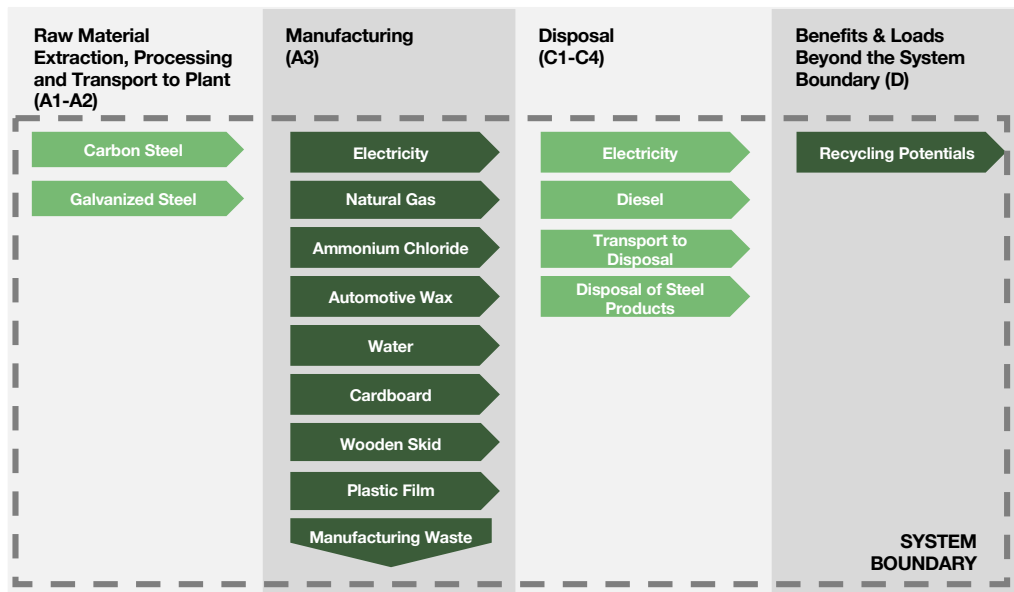 Raw Material
Extraction, Processing
and Transport to Plant
(A1-A2)
Carbon Steel
Galvanized Steel
Manufacturing
(A3)
Electricity
Natural Gas
Ammonium Chloride
Automotive Wax
Water
Cardboard
Wooden Skid
Plastic Film
Manufacturing Waste
Disposal
(C1-C4)
Electricity
Diesel
Transport to
Disposal
Disposal of Steel
Products
Benefits & Loads
Beyond the System
Boundary (D)
Recycling Potentials
SYSTEM
BOUNDARY